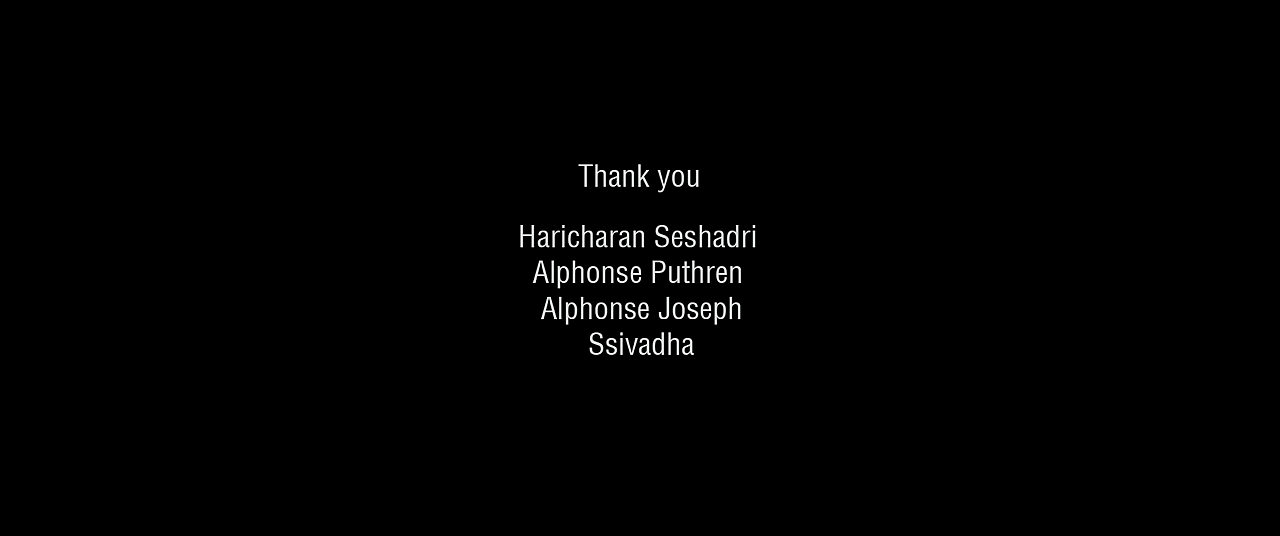 Thank you
Haricharan Seshadri
Alphonse Puthren
Alphonse Joseph
Ssivadha